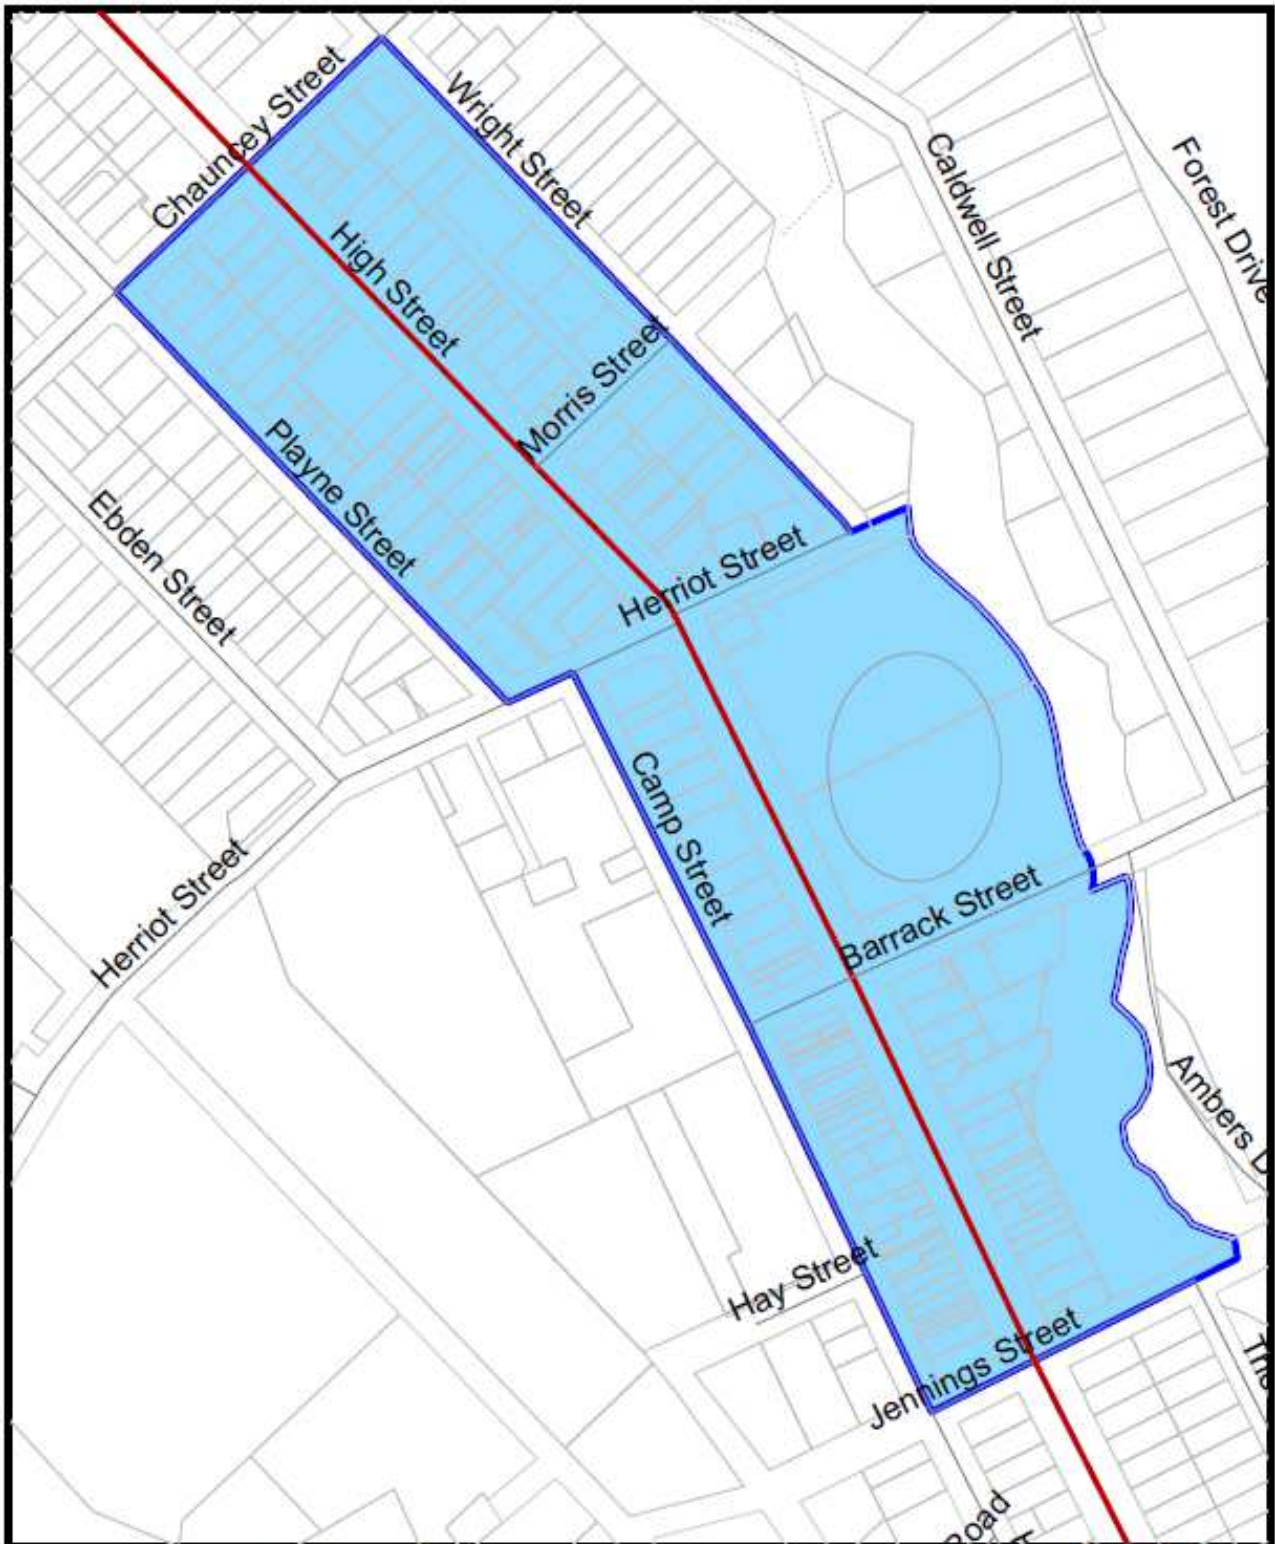 Chauncey Street
Wright Street
Caldwell Street
Forest Drive
High Street
Morris Street
Playne Street
Ebden Street
Herriot Street
Camp Street
Herriot Street
Barrack Street
Ambers D
Hay Street
Jennings Street
Road